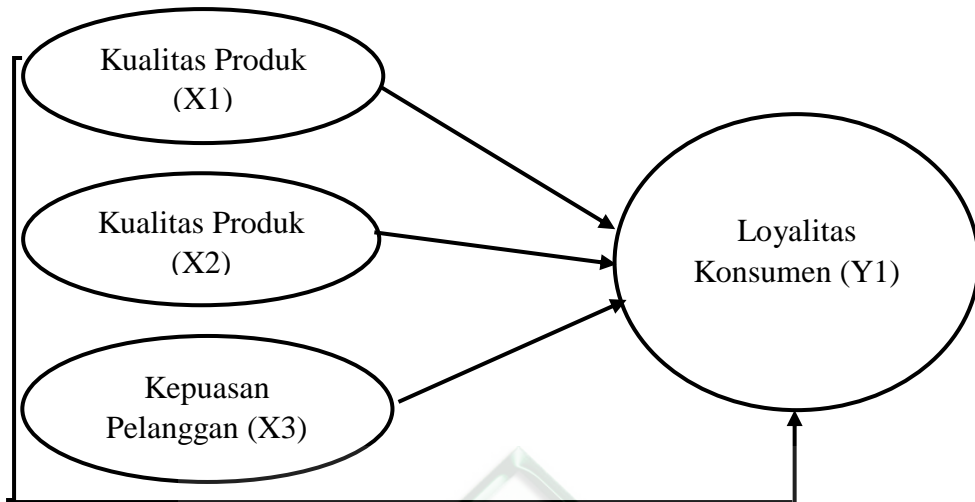 Kualitas Produk
(X1)
Kualitas Produk
(X2)
Kepuasan
Pelanggan (X3)
Loyalitas
Konsumen (Y1)